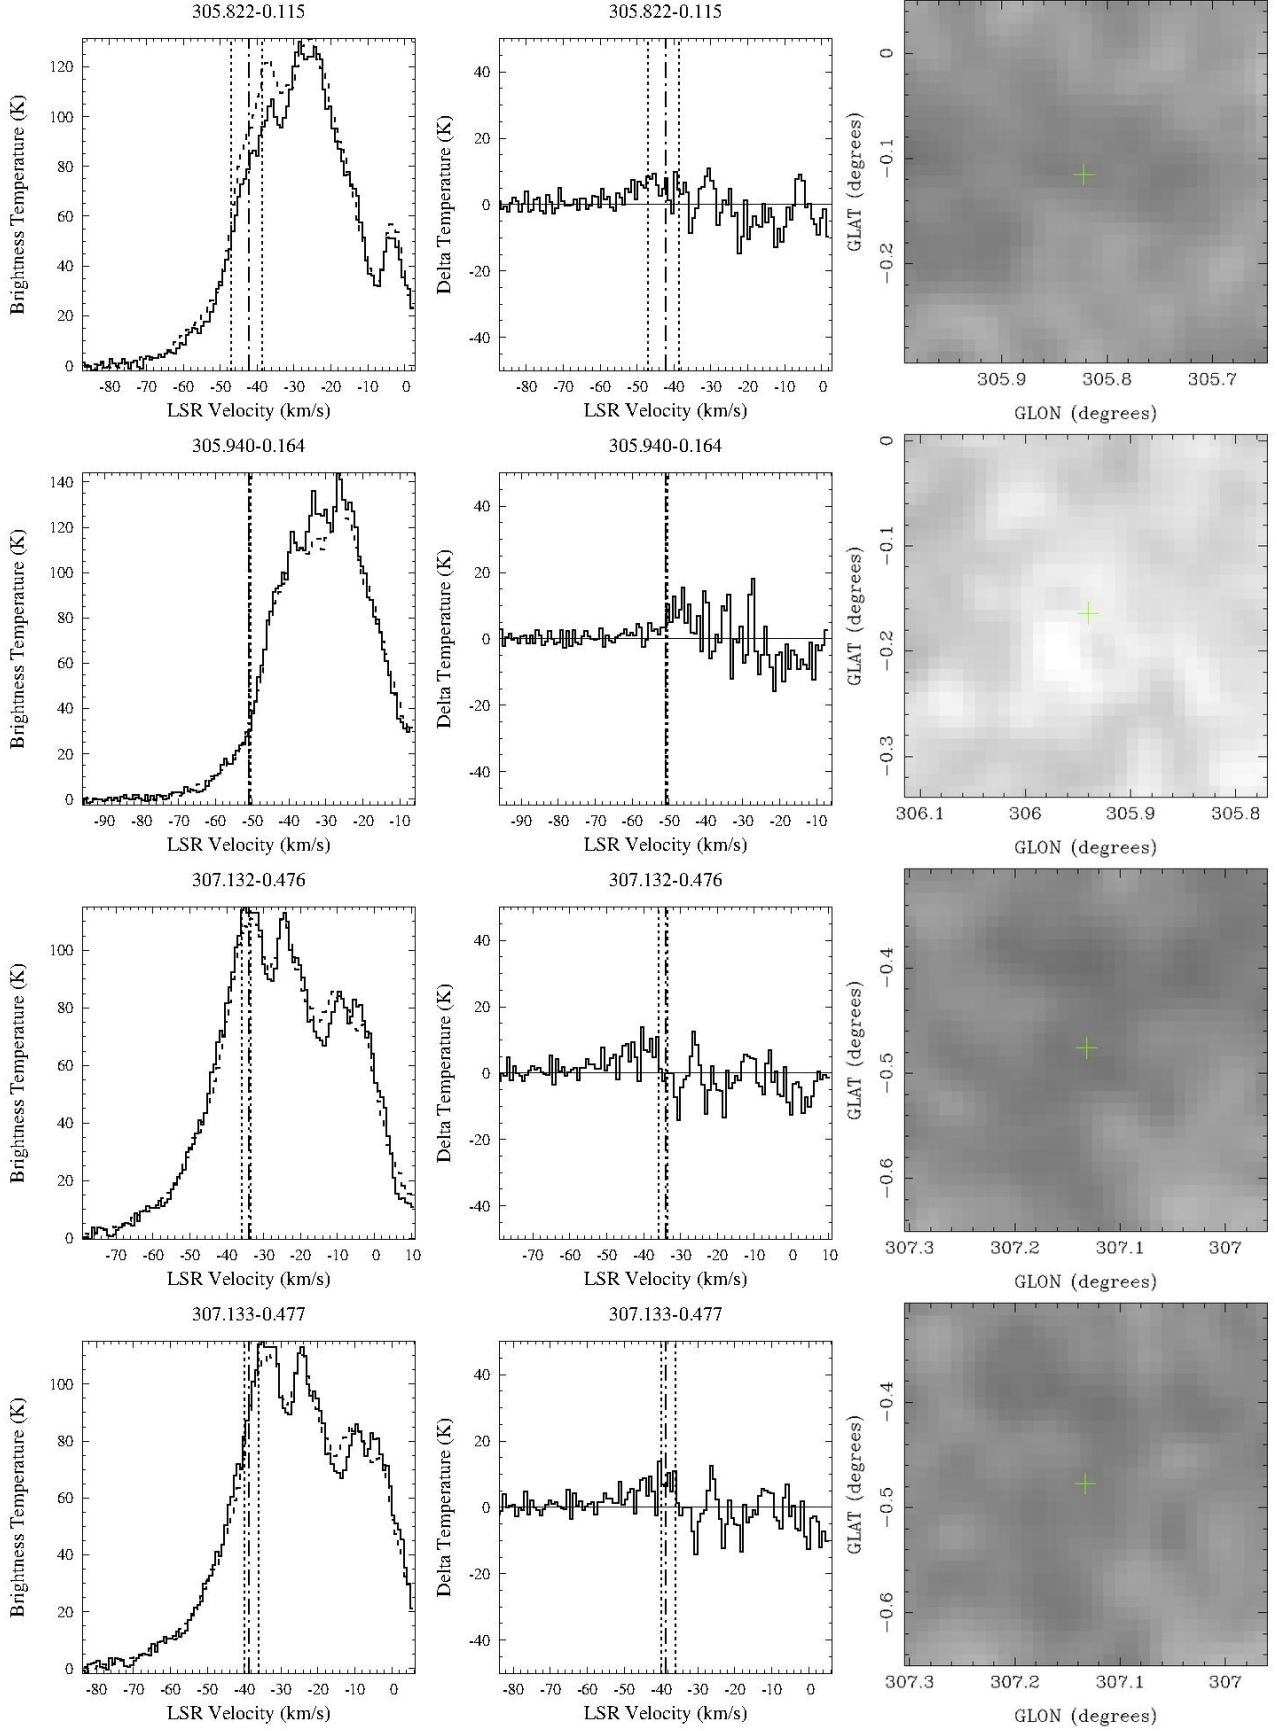 305.822-0.115
Brightness Temperature (K)
120
100
80
60
40
20
0
-80 -70 -60 -50 -40 -30 -20 -10 0
LSR Velocity (km/s)
305.822-0.115
Delta Temperature (K)
40
20
0
-20
-40
-80 -70 -60 -50 -40 -30 -20 -10 0
LSR Velocity (km/s)
GLAT (degrees)
0
-0.1
-0.2
305.9 305.8 305.7
GLON (degrees)
305.940-0.164
Brightness Temperature (K)
140
120
100
80
60
40
20
0
-90 -80 -70 -60 -50 -40 -30 -20 -10
LSR Velocity (km/s)
305.940-0.164
Delta Temperature (K)
40
20
0
-20
-40
-90 -80 -70 -60 -50 -40 -30 -20 -10
LSR Velocity (km/s)
GLAT (degrees)
0
-0.1
-0.2
-0.3
306.1 306 305.9 305.8
GLON (degrees)
307.132-0.476
Brightness Temperature (K)
100
80
60
40
20
0
-70 -60 -50 -40 -30 -20 -10 0 10
LSR Velocity (km/s)
307.132-0.476
Delta Temperature (K)
40
20
0
-20
-40
-70 -60 -50 -40 -30 -20 -10 0 10
LSR Velocity (km/s)
GLAT (degrees)
-0.4
-0.5
-0.6
307.3 307.2 307.1 307
GLON (degrees)
307.133-0.477
Brightness Temperature (K)
100
80
60
40
20
0
-80 -70 -60 -50 -40 -30 -20 -10 0
LSR Velocity (km/s)
307.133-0.477
Delta Temperature (K)
40
20
0
-20
-40
-80 -70 -60 -50 -40 -30 -20 -10 0
LSR Velocity (km/s)
GLAT (degrees)
-0.4
-0.5
-0.6
307.3 307.2 307.1 307
GLON (degrees)